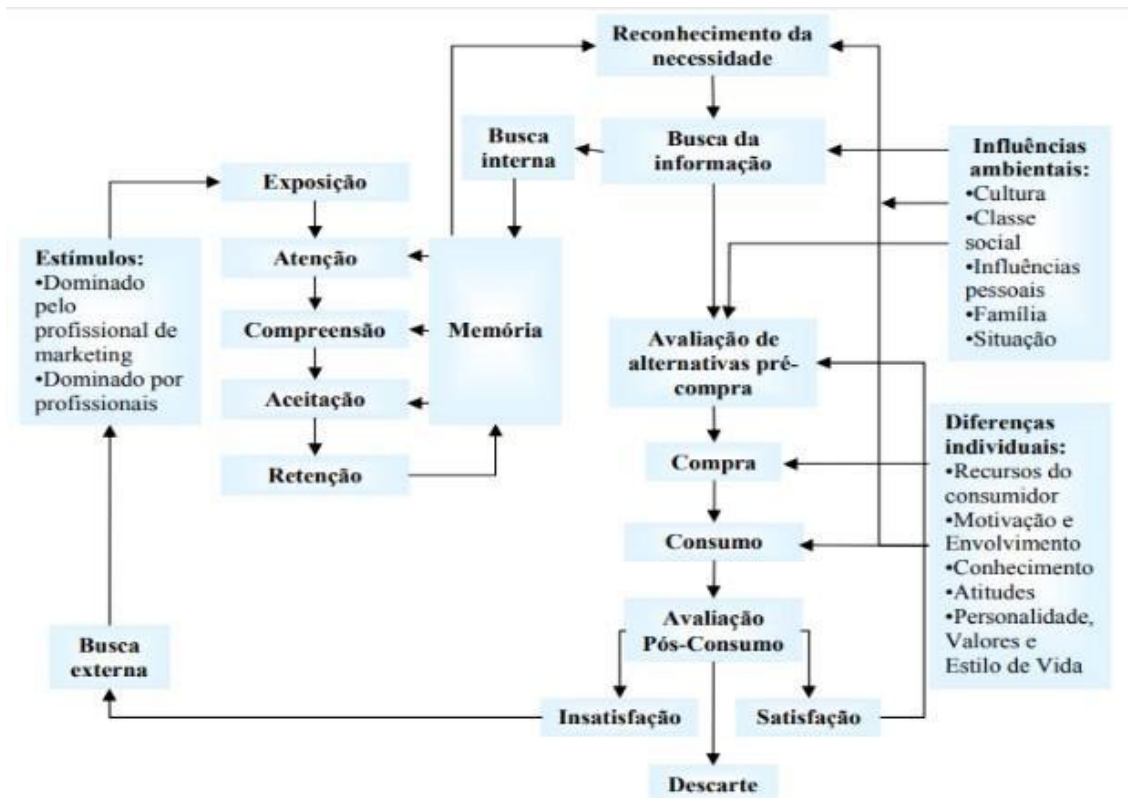 Reconhecimento da
necessidade
Busca
interna
Busca da
informação
Influências
ambientais:
•Cultura
•Classe
social
•Influências
pessoais
•Família
•Situação
Exposição
Estímulos:
•Dominado
pelo
profissional de
marketing
•Dominado por
profissionais
Atenção
Compreensão
Aceitação
Retenção
Memória
Avaliação de
alternativas pré-
compra
Compra
Consumo
Avaliação
Pós-Consumo
Diferenças
individuais:
•Recursos do
consumidor
•Motivação e
Envolvimento
•Conhecimento
•Atitudes
•Personalidade,
Valores e
Estilo de Vida
Busca
externa
Insatisfação
Satisfação
Descarte